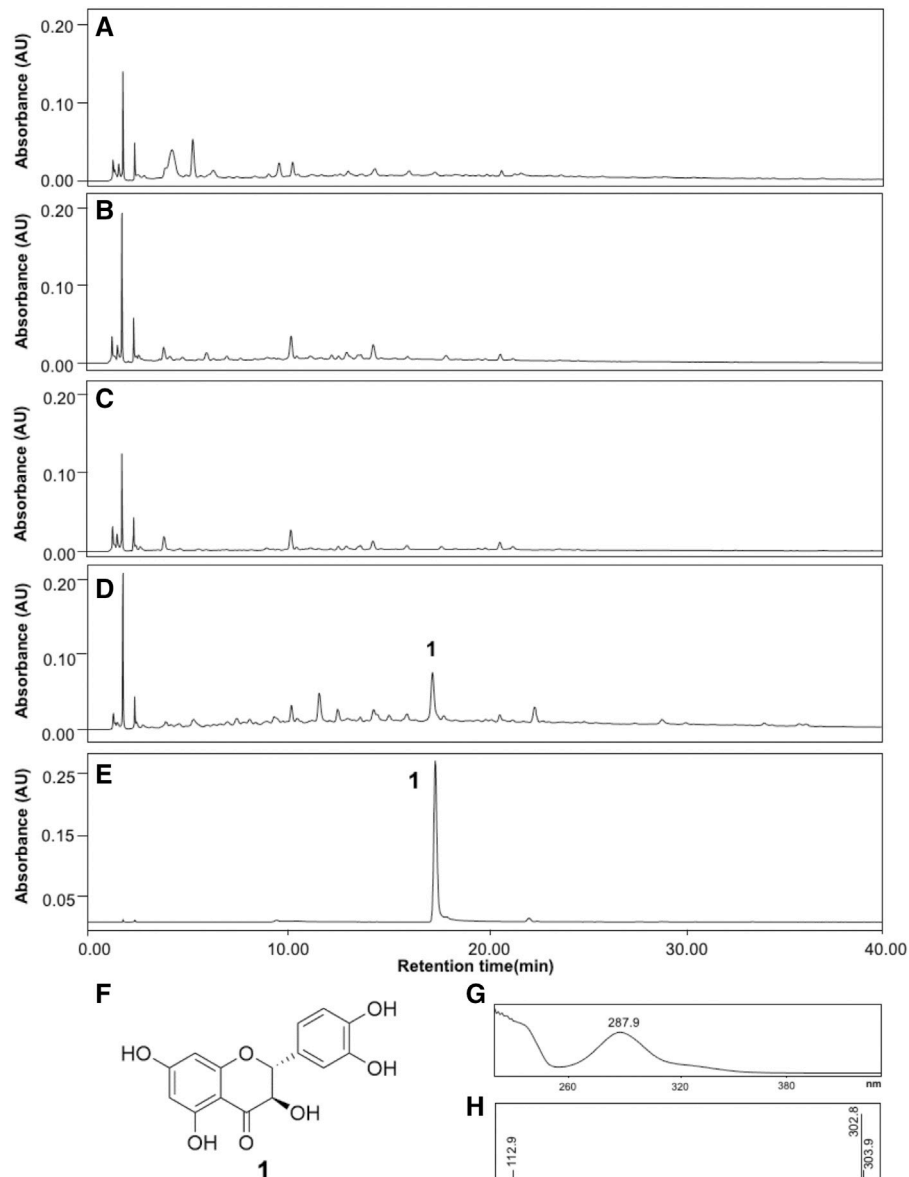 A
Absorbance (AU)
0.20
0.10
0.00
B
Absorbance (AU)
0.20
0.10
0.00
C
Absorbance (AU)
0.20
0.10
0.00
D
Absorbance (AU)
0.20
0.10
0.00
1
E
Absorbance (AU)
0.25
0.15
0.05
1
0.00 10.00 20.00 30.00 40.00
Retention time(min)
F
HO
O
OH
OH
OH
OH
O
1
G
287.9
260 320 380 nm
H
112.9
302.8
303.9